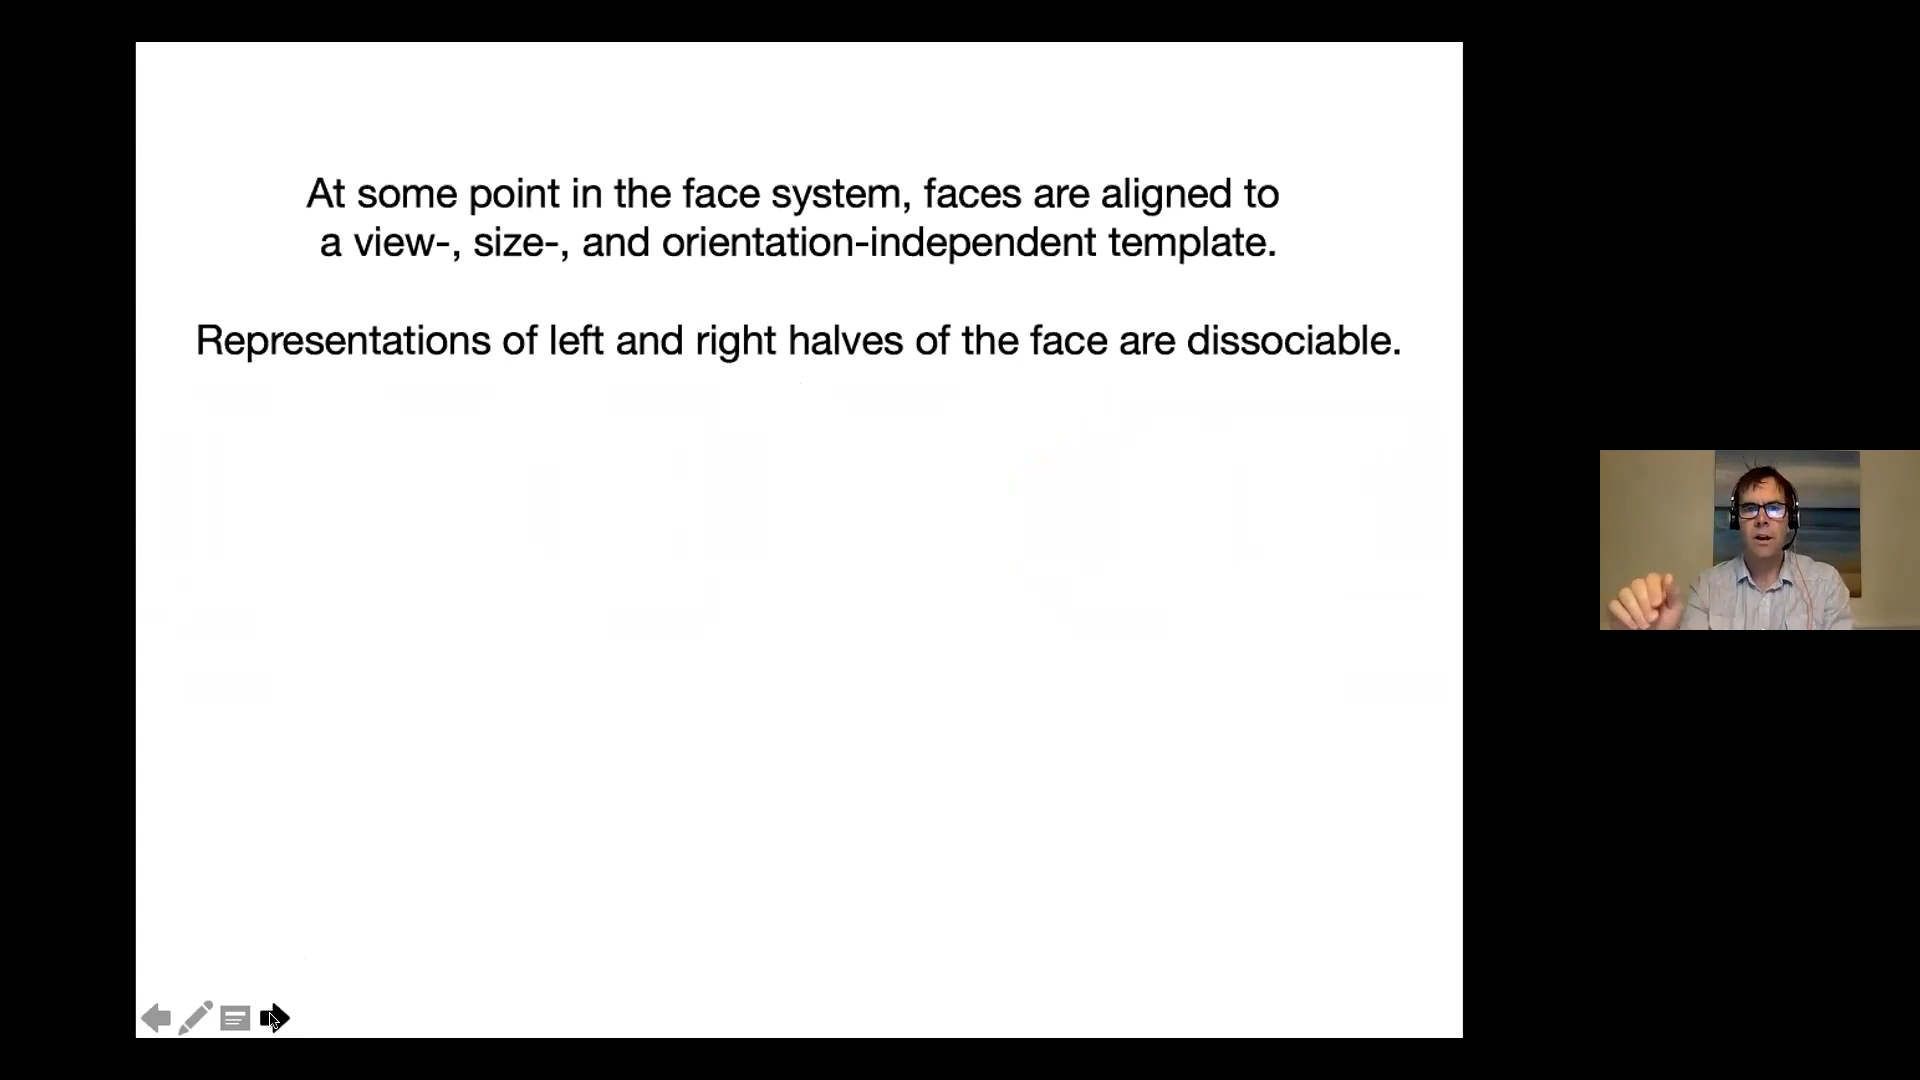 At some point in the face system, faces are aligned to
a view-, size-, and orientation-independent template.
Representations of left and right halves of the face are dissociable.